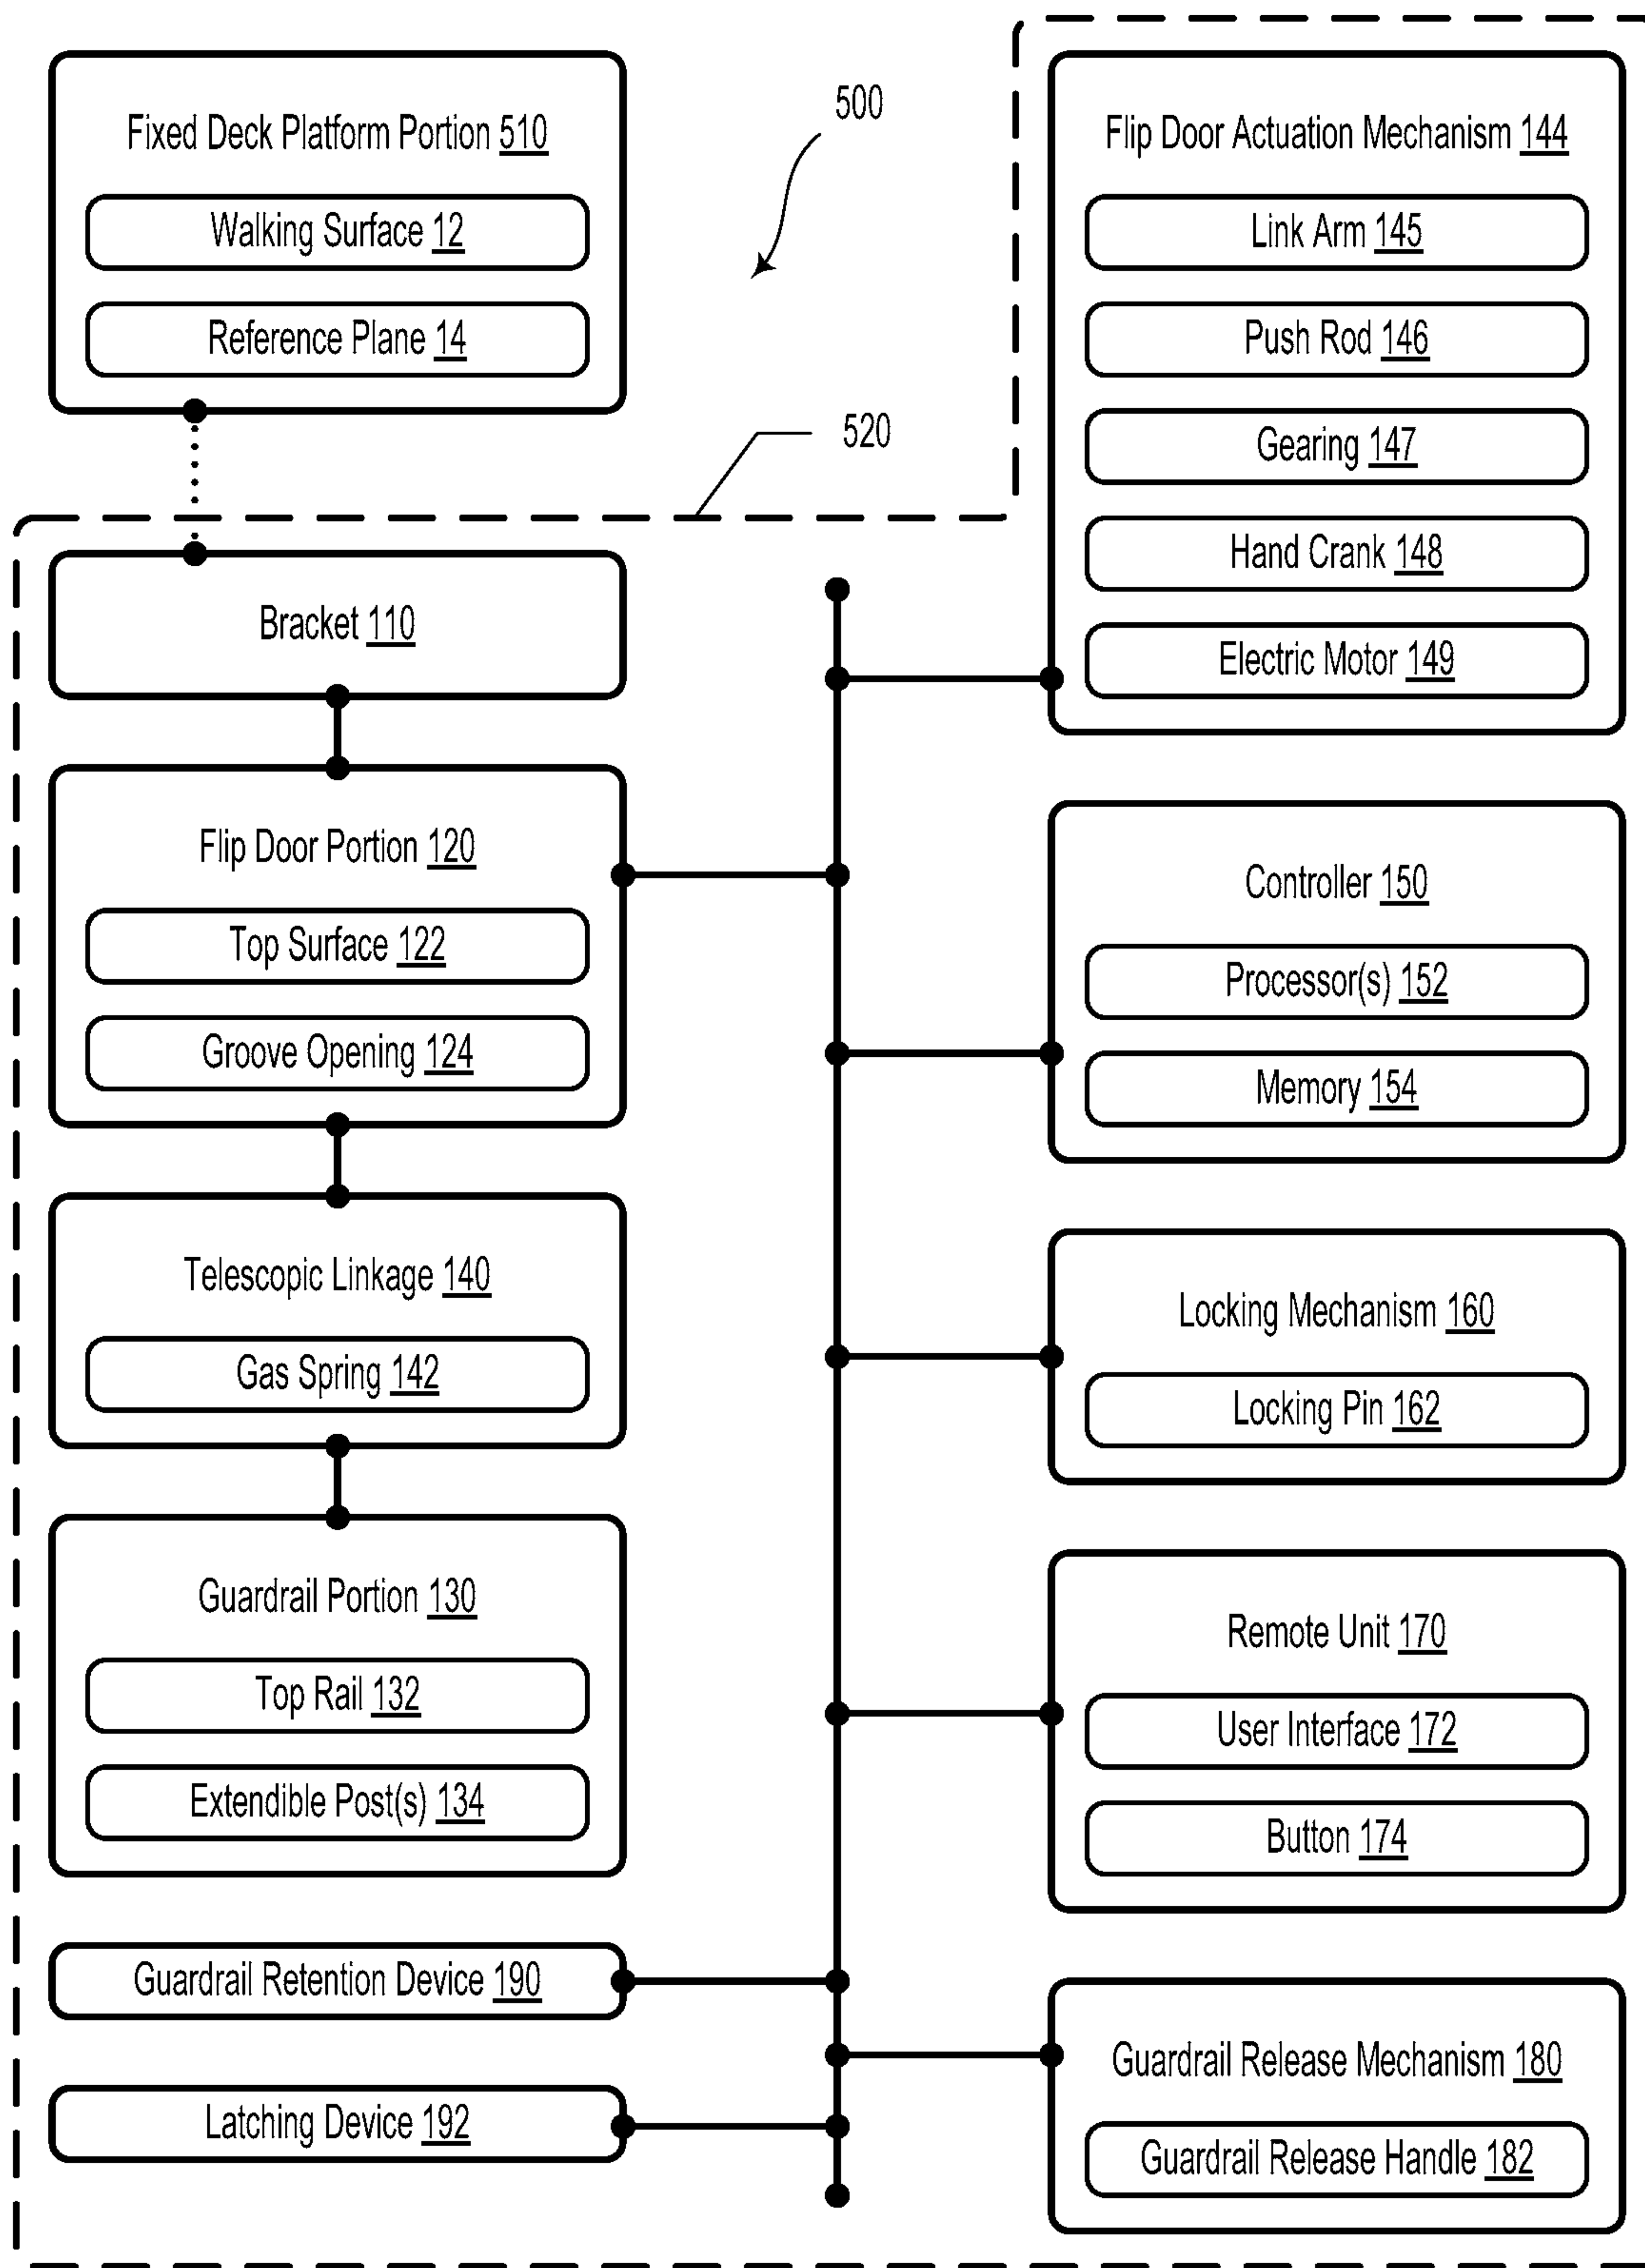 Fixed Deck Platform Portion 510
Walking Surface 12
Reference Plane 14
500
520
Bracket 110
Flip Door Portion 120
Top Surface 122
Groove Opening 124
Telescopic Linkage 140
Gas Spring 142
Guardrail Portion 130
Top Rail 132
Extendible Post(s) 134
Guardrail Retention Device 190
Latching Device 192
Flip Door Actuation Mechanism 144
Link Arm 145
Push Rod 146
Gearing 147
Hand Crank 148
Electric Motor 149
Controller 150
Processor(s) 152
Memory 154
Locking Mechanism 160
Locking Pin 162
Remote Unit 170
User Interface 172
Button 174
Guardrail Release Mechanism 180
Guardrail Release Handle 182